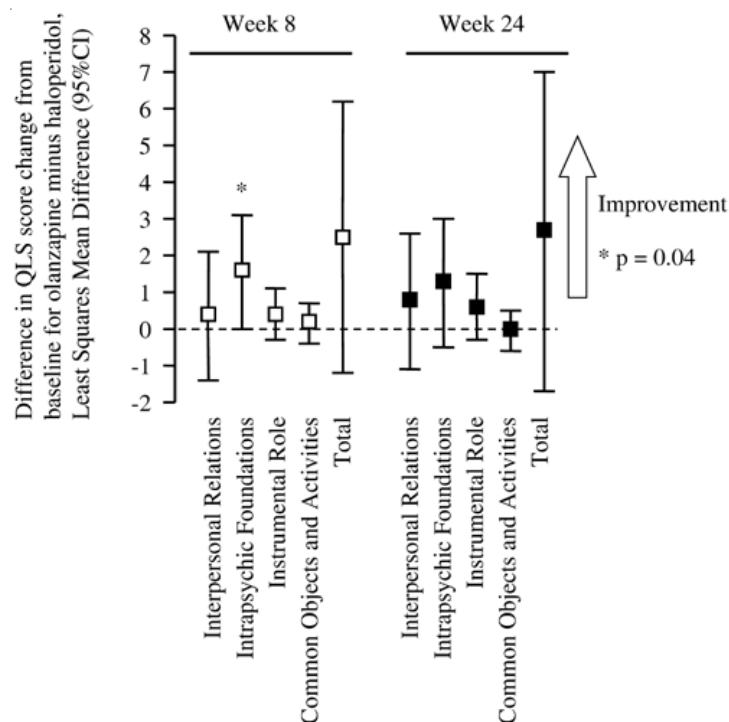 Difference in QLS score change from
baseline for olanzapine minus haloperidol,
Least Squares Mean Difference (95%CI)
8
7
6
5
4
3
2
1
0
-1
-2
Week 8
Week 24
*
Improvement
* p = 0.04
Interpersonal Relations
Intrapsychic Foundations
Instrumental Role
Common Objects and Activities
Total
Interpersonal Relations
Intrapsychic Foundations
Instrumental Role
Common Objects and Activities
Total